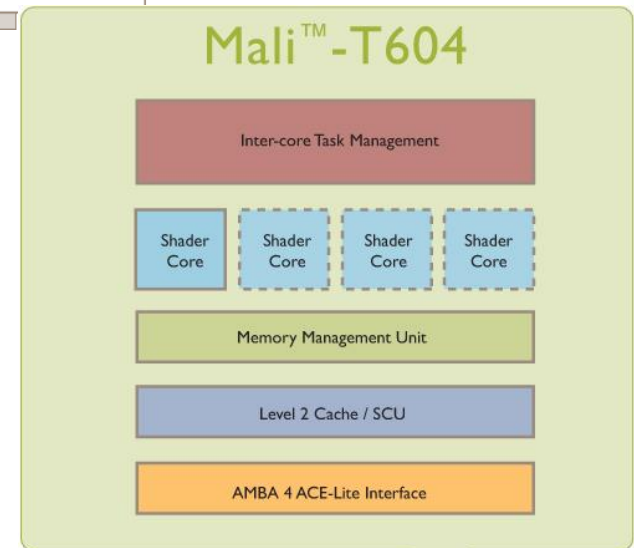 Mali™-T604
Inter-core Task Management
Shader Shader Shader Shader
Core Core Core Core
Memory Management Unit
Level 2 Cache / SCU
AMBA 4 ACE-Lite Interface